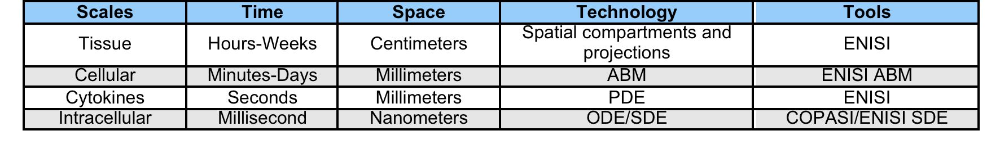 Scales Time Space Technology Tools
Tissue Hours-Weeks Centimeters Spatial compartments and projections ENISI
Cellular Minutes-Days Millimeters ABM ENISI ABM
Cytokines Seconds Millimeters PDE ENISI
Intracellular Millisecond Nanometers ODE/SDE COPASI/ENISI SDE